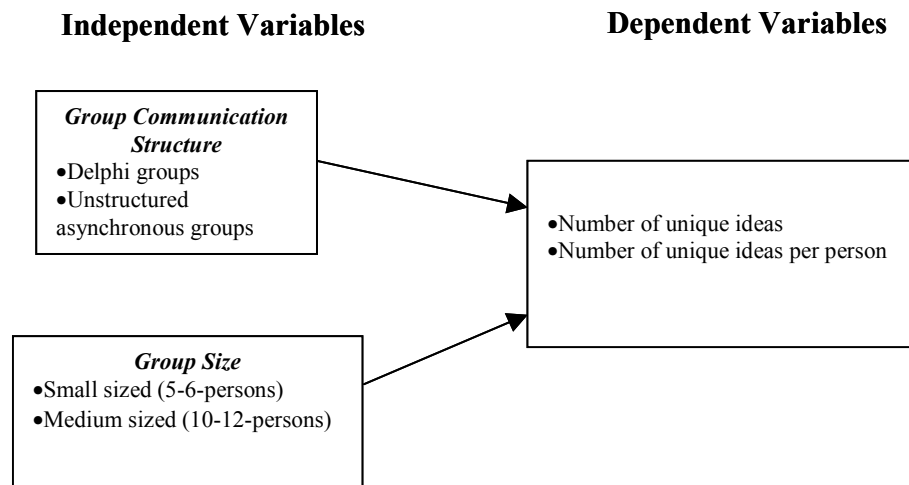 Independent Variables
Dependent Variables
Group Communication
Structure
•Delphi groups
•Unstructured
asynchronous groups
•Number of unique ideas
•Number of unique ideas per person
Group Size
•Small sized (5-6-persons)
•Medium sized (10-12-persons)